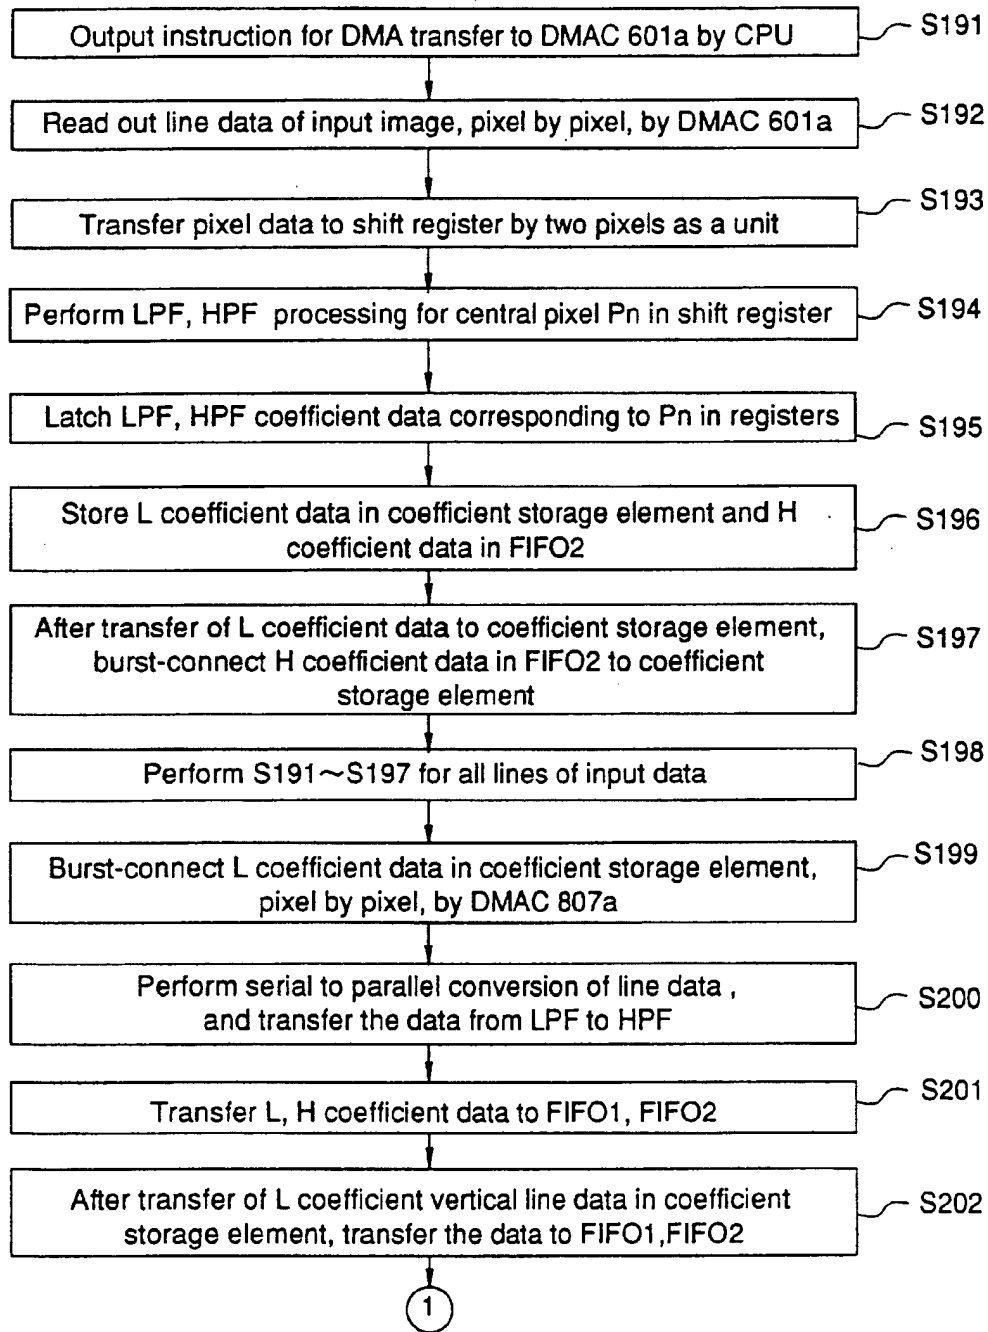 Output instruction for DMA transfer to DMAC 601a by CPU
S191
Read out line data of input image, pixel by pixel, by DMAC 601a
S192
Transfer pixel data to shift register by two pixels as a unit
S193
Perform LPF, HPF processing for central pixel Pn in shift register
S194
Latch LPF, HPF coefficient data corresponding to Pn in registers
S195
Store L coefficient data in coefficient storage element and H
coefficient data in FIFO2
S196
After transfer of L coefficient data to coefficient storage element,
burst-connect H coefficient data in FIFO2 to coefficient
storage element
S197
Perform S191~S197 for all lines of input data
S198
Burst-connect L coefficient data in coefficient storage element,
pixel by pixel, by DMAC 807a
S199
Perform serial to parallel conversion of line data ,
and transfer the data from LPF to HPF
S200
Transfer L, H coefficient data to FIFO1, FIFO2
S201
After transfer of L coefficient vertical line data in coefficient
storage element, transfer the data to FIFO1,FIFO2
S202
1